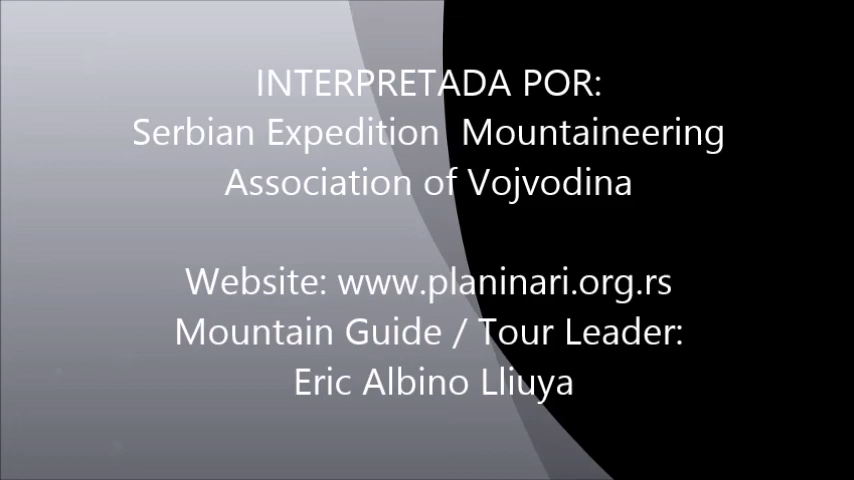 INTERPRETADA POR:
Serbian Expedition  Mountaineering
Association of Vojvodina
Website: www.planinari.org.rs
Mountain Guide / Tour Leader:
Eric Albino Lliuya